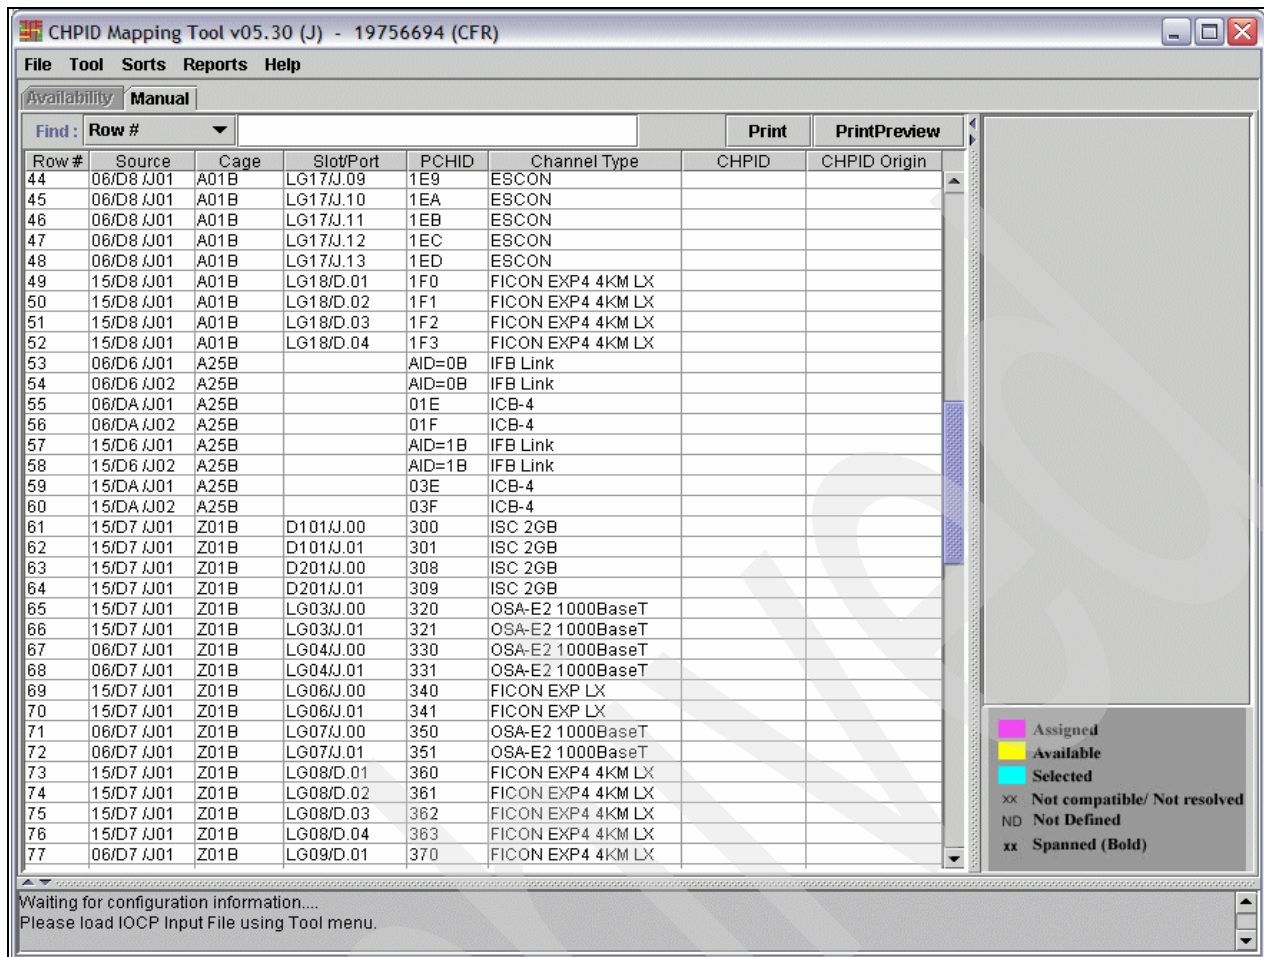 CHPID Mapping Tool v05.30 (J) - 19756694 (CFR)
File Tool Sorts Reports Help
Availability Manual
Find : Row # Print PrintPreview
Row # Source Cage Slot/Port PCHID Channel Type CHPID CHPID Origin
44 06/D8 /J01 A01B LG17/J.09 1E9 ESCON
45 06/D8 /J01 A01B LG17/J.10 1EA ESCON
46 06/D8 /J01 A01B LG17/J.11 1EB ESCON
47 06/D8 /J01 A01B LG17/J.12 1EC ESCON
48 06/D8 /J01 A01B LG17/J.13 1ED ESCON
49 15/D8 /J01 A01B LG18/D.01 1F0 FICON EXP4 4KM LX
50 15/D8 /J01 A01B LG18/D.02 1F1 FICON EXP4 4KM LX
51 15/D8 /J01 A01B LG18/D.03 1F2 FICON EXP4 4KM LX
52 15/D8 /J01 A01B LG18/D.04 1F3 FICON EXP4 4KM LX
53 06/D6 /J01 A25B AID=0B IFB Link
54 06/D6 /J02 A25B AID=0B IFB Link
55 06/DA /J01 A25B 01E ICB-4
56 06/DA /J02 A25B 01F ICB-4
57 15/D6 /J01 A25B AID=1B IFB Link
58 15/D6 /J02 A25B AID=1B IFB Link
59 15/DA /J01 A25B 03E ICB-4
60 15/DA /J02 A25B 03F ICB-4
61 15/D7 /J01 Z01B D101/J.00 300 ISC 2GB
62 15/D7 /J01 Z01B D101/J.01 301 ISC 2GB
63 15/D7 /J01 Z01B D201/J.00 308 ISC 2GB
64 15/D7 /J01 Z01B D201/J.01 309 ISC 2GB
65 15/D7 /J01 Z01B LG03/J.00 320 OSA-E2 1000BaseT
66 15/D7 /J01 Z01B LG03/J.01 321 OSA-E2 1000BaseT
67 06/D7 /J01 Z01B LG04/J.00 330 OSA-E2 1000BaseT
68 06/D7 /J01 Z01B LG04/J.01 331 OSA-E2 1000BaseT
69 15/D7 /J01 Z01B LG06/J.00 340 FICON EXP LX
70 15/D7 /J01 Z01B LG06/J.01 341 FICON EXP LX
71 06/D7 /J01 Z01B LG07/J.00 350 OSA-E2 1000BaseT
72 06/D7 /J01 Z01B LG07/J.01 351 OSA-E2 1000BaseT
73 15/D7 /J01 Z01B LG08/D.01 360 FICON EXP4 4KM LX
74 15/D7 /J01 Z01B LG08/D.02 361 FICON EXP4 4KM LX
75 15/D7 /J01 Z01B LG08/D.03 362 FICON EXP4 4KM LX
76 15/D7 /J01 Z01B LG08/D.04 363 FICON EXP4 4KM LX
77 06/D7 /J01 Z01B LG09/D.01 370 FICON EXP4 4KM LX
Assigned
Available
Selected
xx Not compatible/ Not resolved
ND Not Defined
xx Spanned (Bold)
Waiting for configuration information....
Please load IOCP Input File using Tool menu.